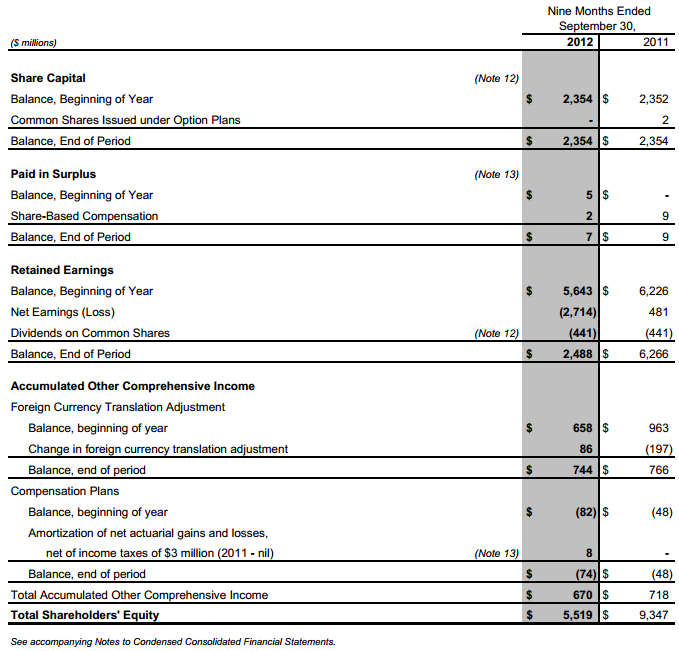 Nine Months Ended
September 30,
($ millions) 2012 2011
Share Capital (Note 12)
Balance, Beginning of Year $ 2,354 $ 2,352
Common Shares Issued under Option Plans - 2
Balance, End of Period $ 2,354 $ 2,354
Paid in Surplus (Note 13)
Balance, Beginning of Year $ 5 $ -
Share-Based Compensation 2 9
Balance, End of Period $ 7 $ 9
Retained Earnings
Balance, Beginning of Year $ 5,643 $ 6,226
Net Earnings (Loss) (2,714) 481
Dividends on Common Shares (Note 12) (441) (441)
Balance, End of Period $ 2,488 $ 6,266
Accumulated Other Comprehensive Income
Foreign Currency Translation Adjustment
Balance, beginning of year $ 658 $ 963
Change in foreign currency translation adjustment 86 (197)
Balance, end of period $ 744 $ 766
Compensation Plans
Balance, beginning of year $ (82) $ (48)
Amortization of net actuarial gains and losses,
net of income taxes of $3 million (2011 - nil) (Note 13) 8 -
Balance, end of period $ (74) $ (48)
Total Accumulated Other Comprehensive Income $ 670 $ 718
Total Shareholders' Equity $ 5,519 $ 9,347
See accompanying Notes to Condensed Consolidated Financial Statements.